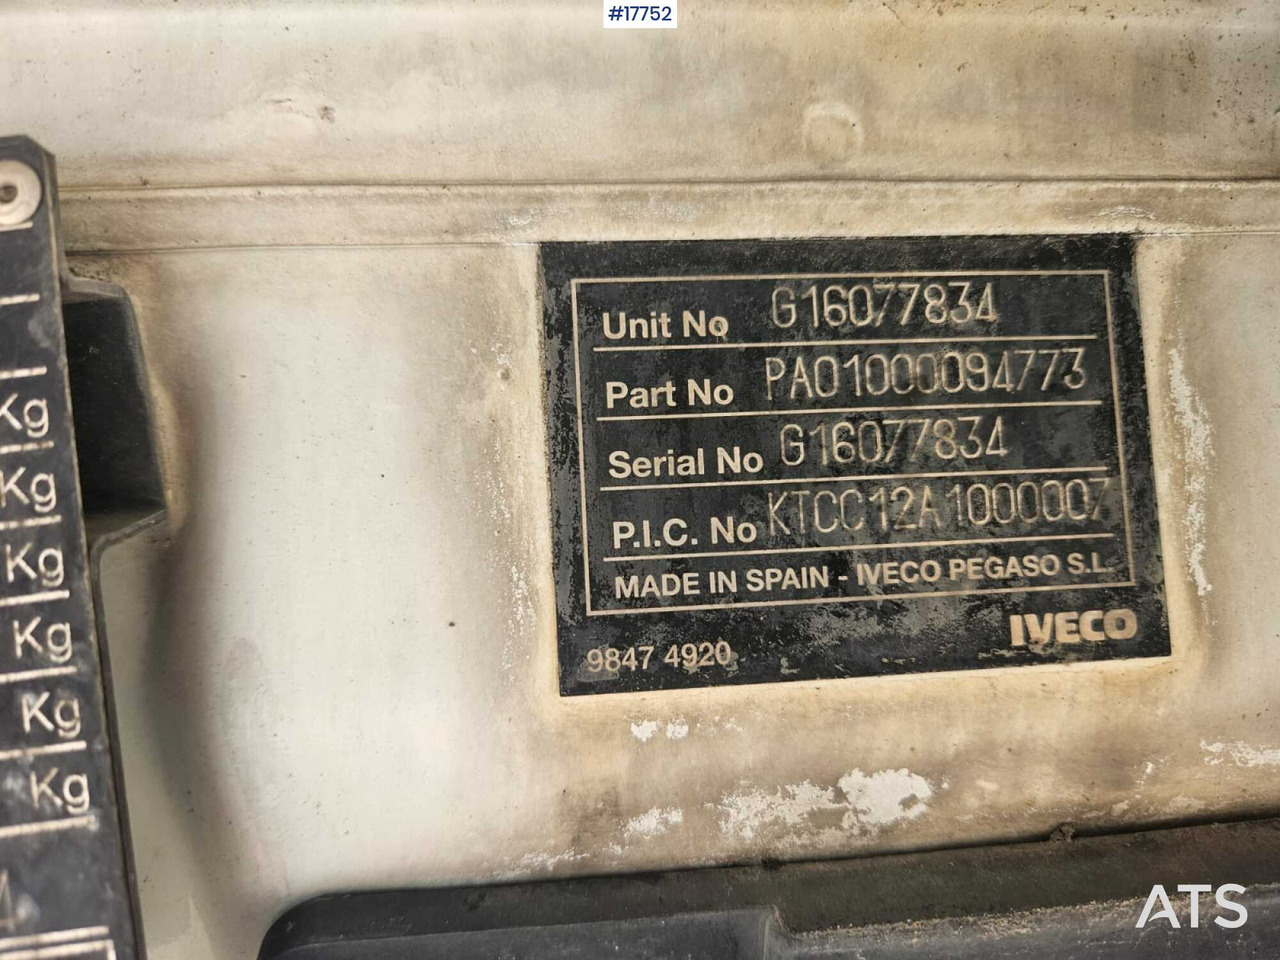 #17752
Unit No G16077834
Part No PA01000094773
Serial No G16077834
P.I.C. No KTCC12A1000007
MADE IN SPAIN - IVECO PEGASO S.L.
IVECO
9847 4920
Kg
Kg
Kg
Kg
Kg
Kg
ATS